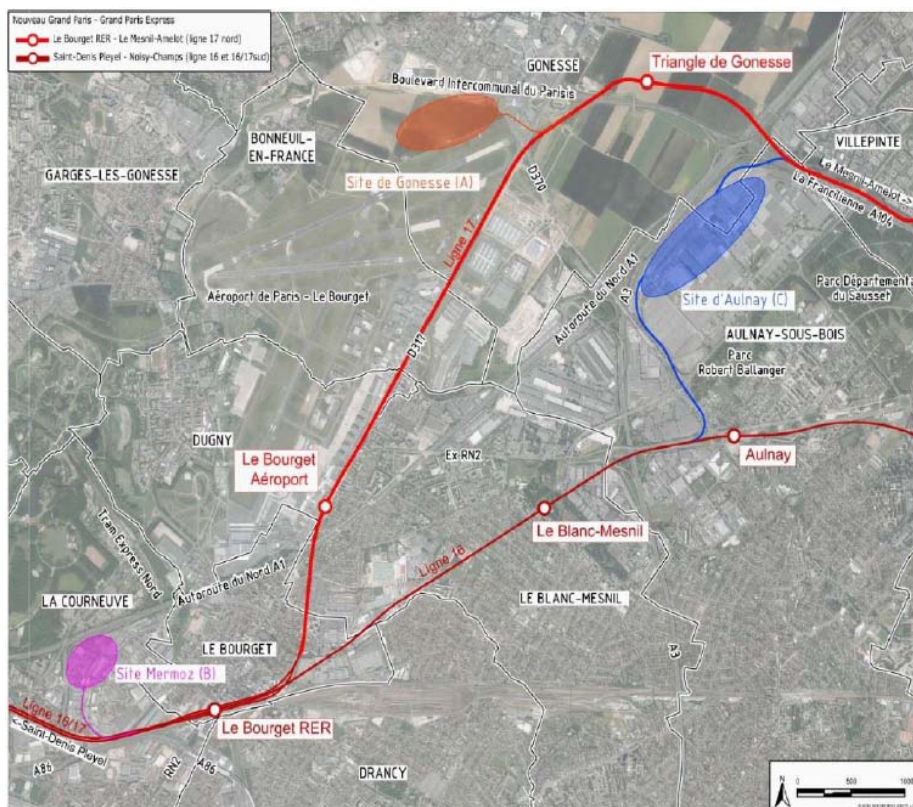 Nouveau Grand Paris - Grand Paris Express
Le Bourget RER - Le Mesnil-Amelot (ligne 17 nord)
Saint-Denis Pleyel - Noisy-Champs (ligne 16 et 16/17sud)
GONESSE
Triangle de Gonesse
Boulevard Intercommunal du Parisis
BONNEUIL-
EN-FRANCE
VILLEPINTE
GARGES-LES-GONESSE
Site de Gonesse (A)
D370
Le Mesnil-Amelot->
La Francilienne A104
Ligne 17
Autoroute du Nord A1
A3
Site d'Aulnay (C)
Parc Départemental
du Sausset
Aéroport de Paris - Le Bourget
AULNAY-SOUS-BOIS
Parc
Robert Ballanger
D317
DUGNY
Le Bourget
Aéroport
Ex-RN2
Aulnay
Le Blanc-Mesnil
Tram Express Nord
Autoroute du Nord A1
Ligne 16
LA COURNEUVE
LE BLANC-MESNIL
LE BOURGET
A3
Site Mermoz (B)
Ligne 16/17
<-Saint-Denis Pleyel
Le Bourget RER
A86
RN2
A86
DRANCY
0 500 1000